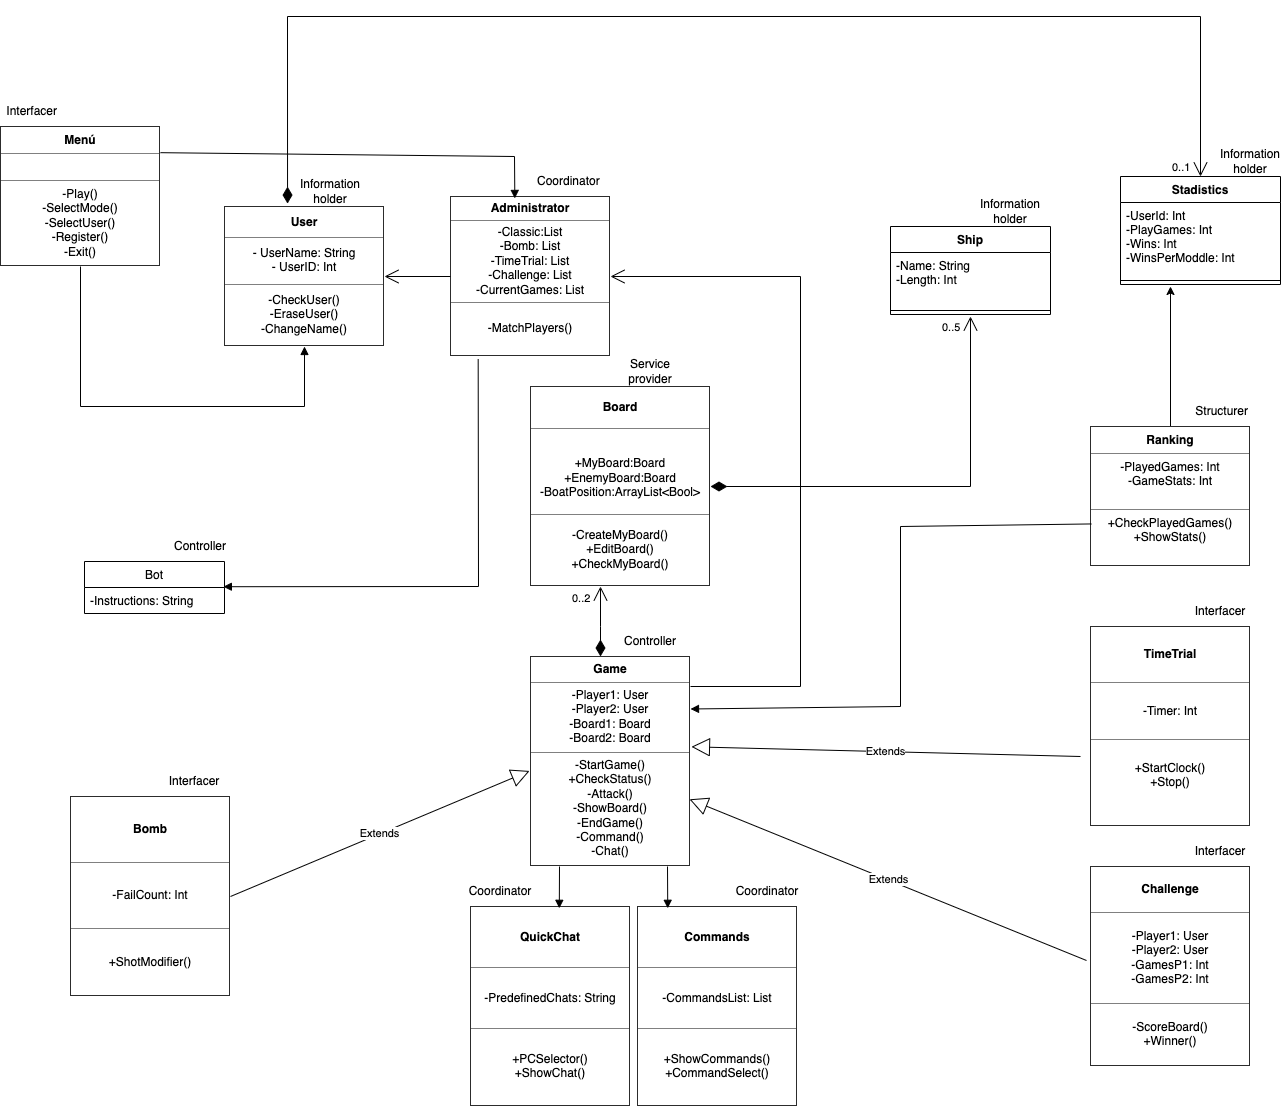 Interfacer
Menú
-Play()
-SelectMode()
-SelectUser()
-Register()
-Exit()
Information
holder
User
- UserName: String
- UserID: Int
-CheckUser()
-EraseUser()
-ChangeName()
Coordinator
Administrator
-Classic:List
-Bomb: List
-TimeTrial: List
-Challenge: List
-CurrentGames: List
-MatchPlayers()
Information
holder
Ship
-Name: String
-Length: Int
0..5
0..1
Information
holder
Stadistics
-UserId: Int
-PlayGames: Int
-Wins: Int
-WinsPerModdle: Int
Service
provider
Board
+MyBoard:Board
+EnemyBoard:Board
-BoatPosition:ArrayList<Bool>
-CreateMyBoard()
+EditBoard()
+CheckMyBoard()
0..2
Structurer
Ranking
-PlayedGames: Int
-GameStats: Int
+CheckPlayedGames()
+ShowStats()
Controller
Bot
-Instructions: String
Controller
Game
-Player1: User
-Player2: User
-Board1: Board
-Board2: Board
-StartGame()
+CheckStatus()
-Attack()
-ShowBoard()
-EndGame()
-Command()
-Chat()
Interfacer
TimeTrial
-Timer: Int
+StartClock()
+Stop()
Extends
Interfacer
Bomb
-FailCount: Int
+ShotModifier()
Extends
Extends
Interfacer
Challenge
-Player1: User
-Player2: User
-GamesP1: Int
-GamesP2: Int
-ScoreBoard()
+Winner()
Coordinator
QuickChat
-PredefinedChats: String
+PCSelector()
+ShowChat()
Coordinator
Commands
-CommandsList: List
+ShowCommands()
+CommandSelect()